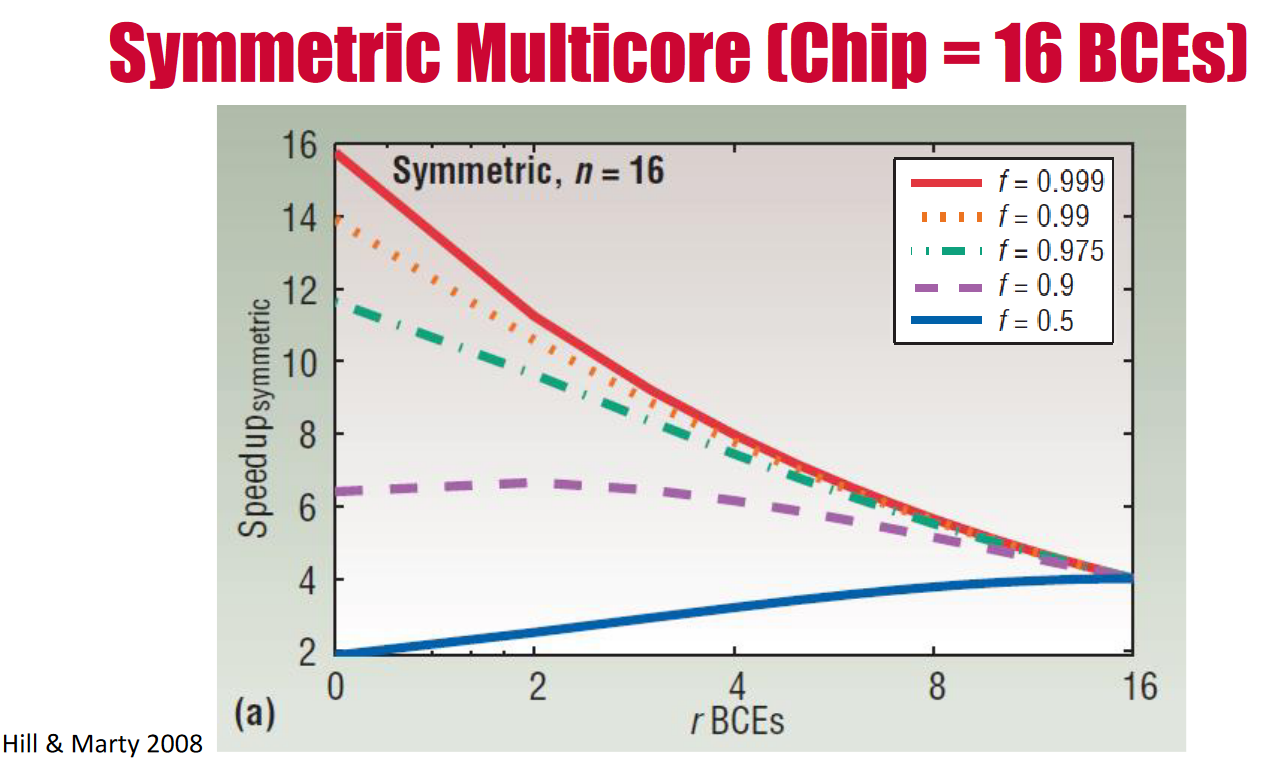 Symmetric Multicore (Chip = 16 BCEs)
Symmetric, n = 16
f = 0.999
f = 0.99
f = 0.975
f = 0.9
f = 0.5
Speedup symmetric
16
14
12
10
8
6
4
2
0 2 4 8 16
r BCEs
(a)
Hill & Marty 2008